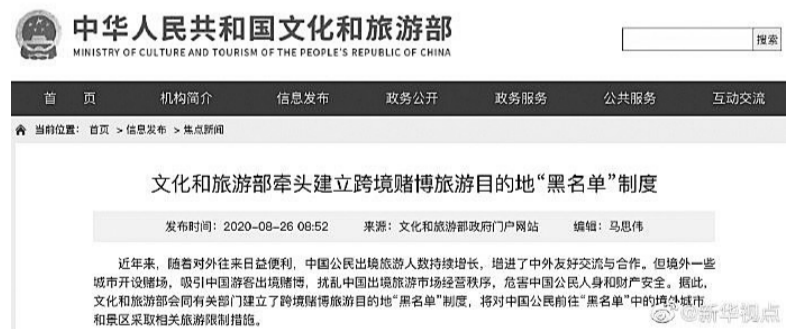 中华人民共和国文化和旅游部
MINISTRY OF CULTURE AND TOURISM OF THE PEOPLE'S REPUBLIC OF CHINA
搜索
首 页 机构简介 信息发布 政务公开 政务服务 公共服务 互动交流
当前位置: 首页 >信息发布 >焦点新闻
文化和旅游部牵头建立跨境赌博旅游目的地“黑名单”制度
发布时间: 2020-08-26 08:52 来源: 文化和旅游部政府门户网站 编辑: 马思伟
近年来，随着对外往来日益便利，中国公民出境旅游人数持续增长，增进了中外友好交流与合作。但境外一些
城市开设赌场，吸引中国游客出境赌博，扰乱中国出境旅游市场经营秩序，危害中国公民人身和财产安全。据此，
文化和旅游部会同有关部门建立了跨境赌博旅游目的地“黑名单”制度，将对中国公民前往“黑名单”中的境外城市
和景区采取相关旅游限制措施。
@新华视点